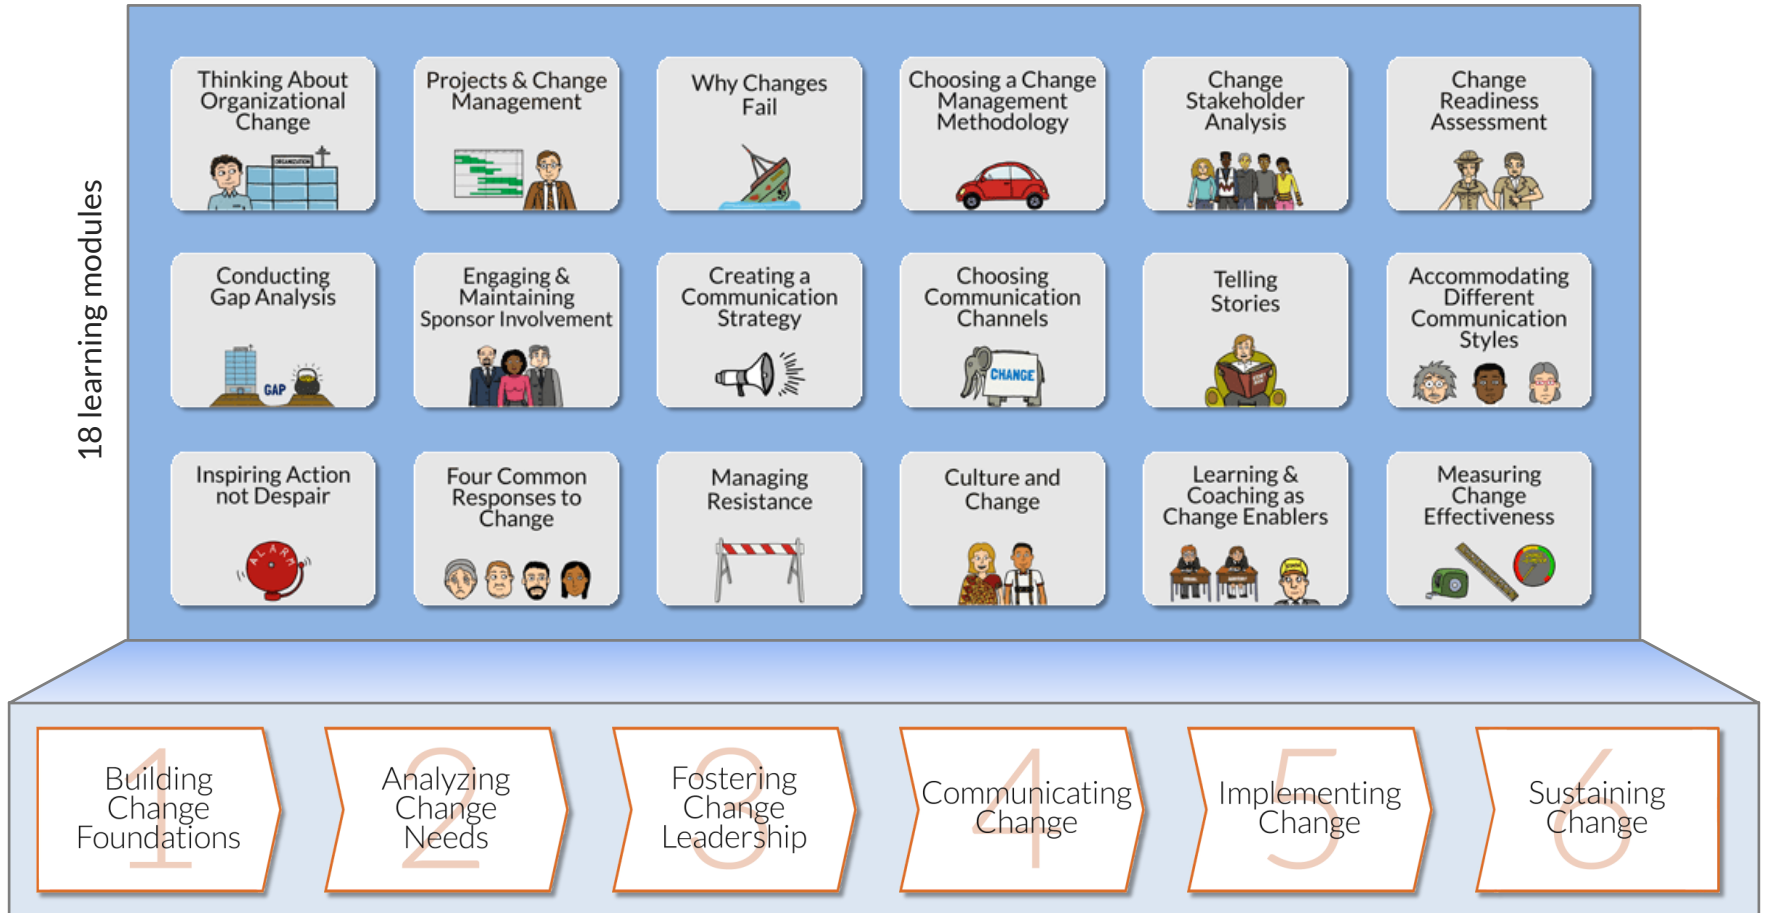 18 learning modules
Thinking About
Organizational
Change
ORGANIZATION
Projects & Change
Management
Why Changes
Fail
Choosing a Change
Management
Methodology
Change
Stakeholder
Analysis
Change
Readiness
Assessment
Conducting
Gap Analysis
GAP
Engaging &
Maintaining
Sponsor Involvement
Creating a
Communication
Strategy
Choosing
Communication
Channels
CHANGE
Telling
Stories
Accommodating
Different
Communication
Styles
Inspiring Action
not Despair
ALARM
Four Common
Responses to
Change
Managing
Resistance
Culture and
Change
Learning &
Coaching as
Change Enablers
Measuring
Change
Effectiveness
1
Building
Change
Foundations
2
Analyzing
Change
Needs
3
Fostering
Change
Leadership
4
Communicating
Change
5
Implementing
Change
6
Sustaining
Change